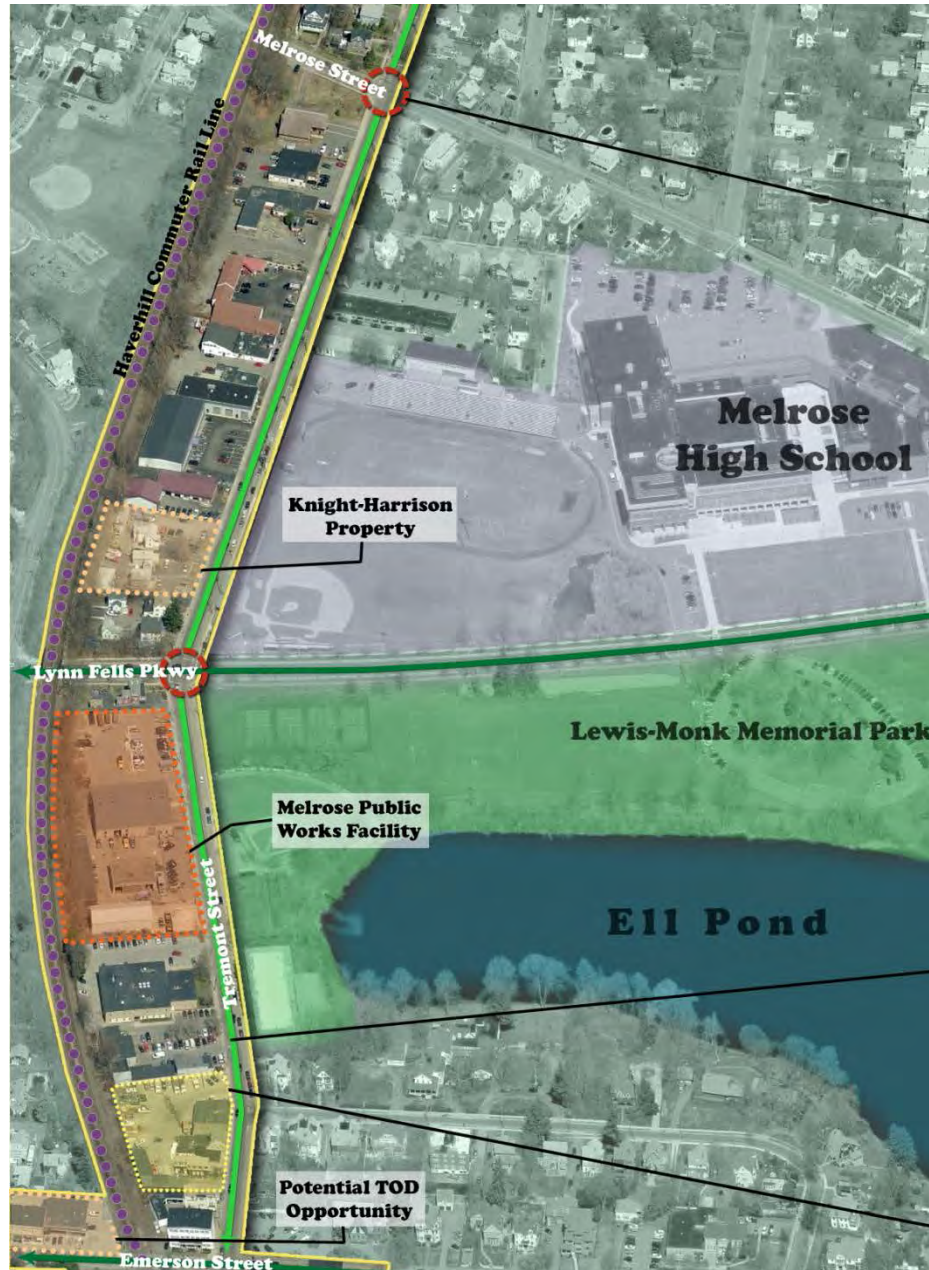 Melrose Street
Haverhill Commuter Rail Line
Melrose
High School
Knight-Harrison
Property
Lynn Fells Pkwy
Lewis-Monk Memorial Park
Melrose Public
Works Facility
Tremont Street
Ell Pond
Potential TOD
Opportunity
Emerson Street